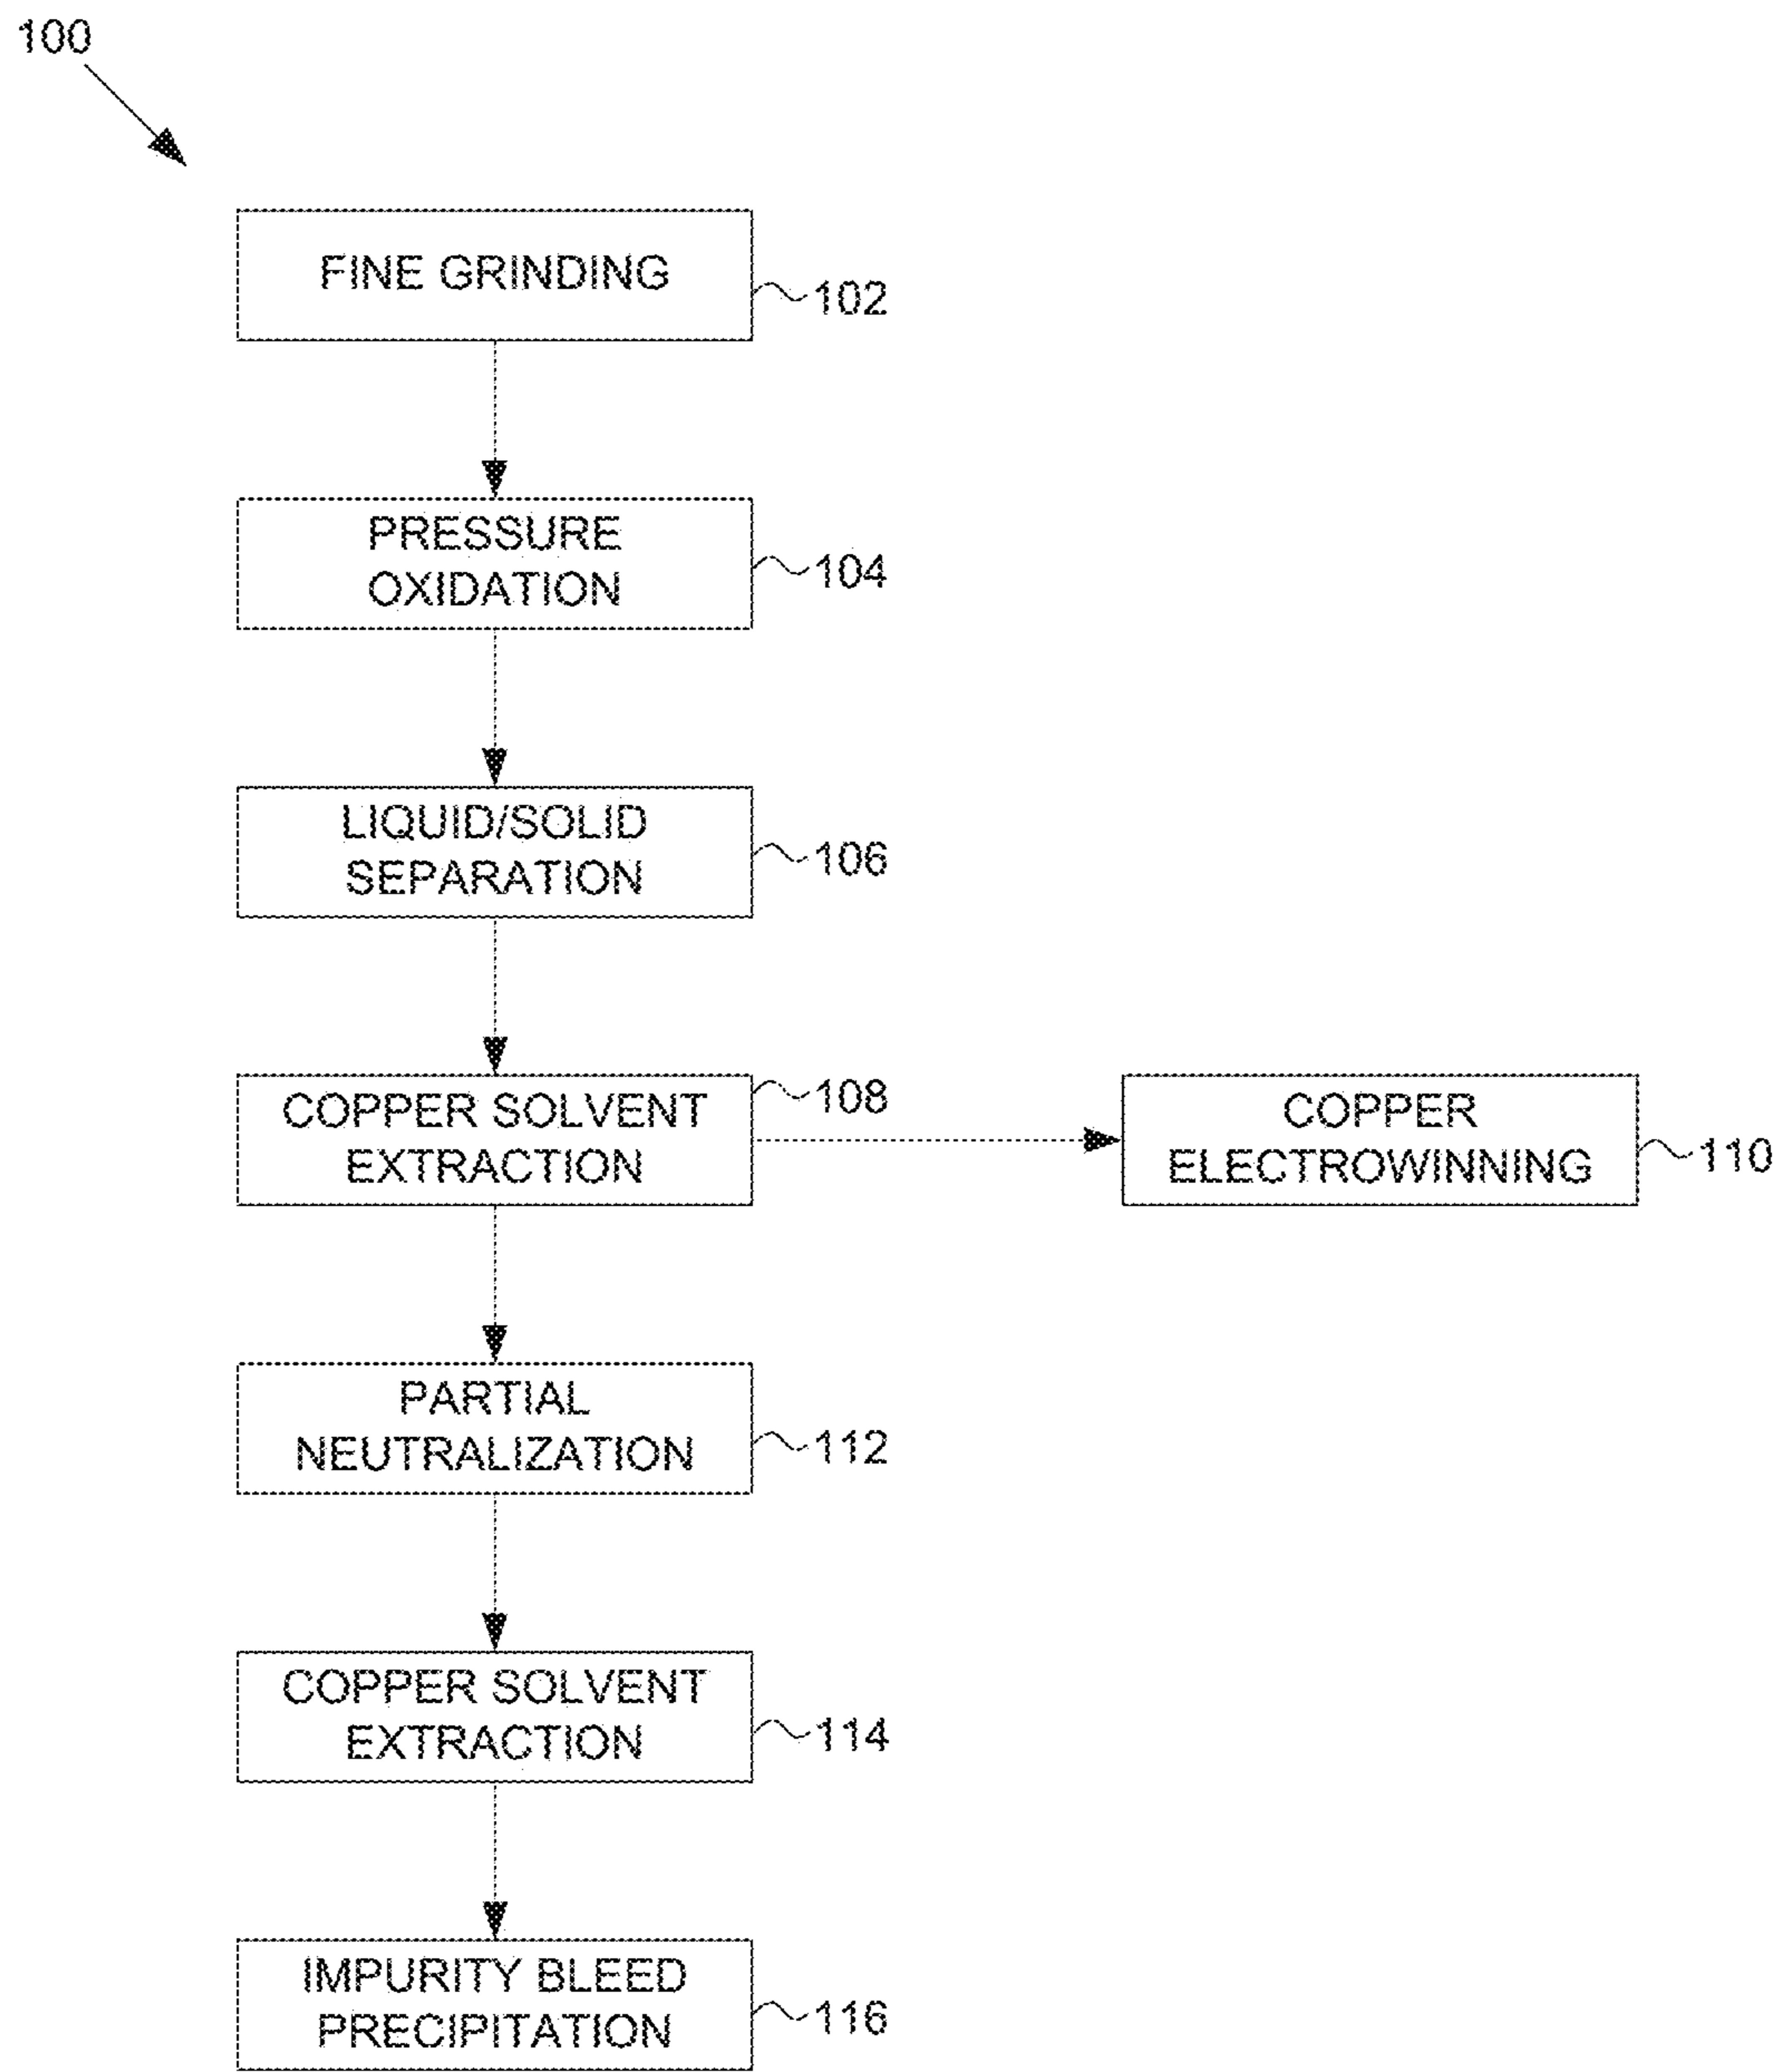 100
FINE GRINDING
102
PRESSURE
OXIDATION
104
LIQUID/SOLID
SEPARATION
106
COPPER SOLVENT
EXTRACTION
108
COPPER
ELECTROWINNING
110
PARTIAL
NEUTRALIZATION
112
COPPER SOLVENT
EXTRACTION
114
IMPURITY BLEED
PRECIPITATION
116